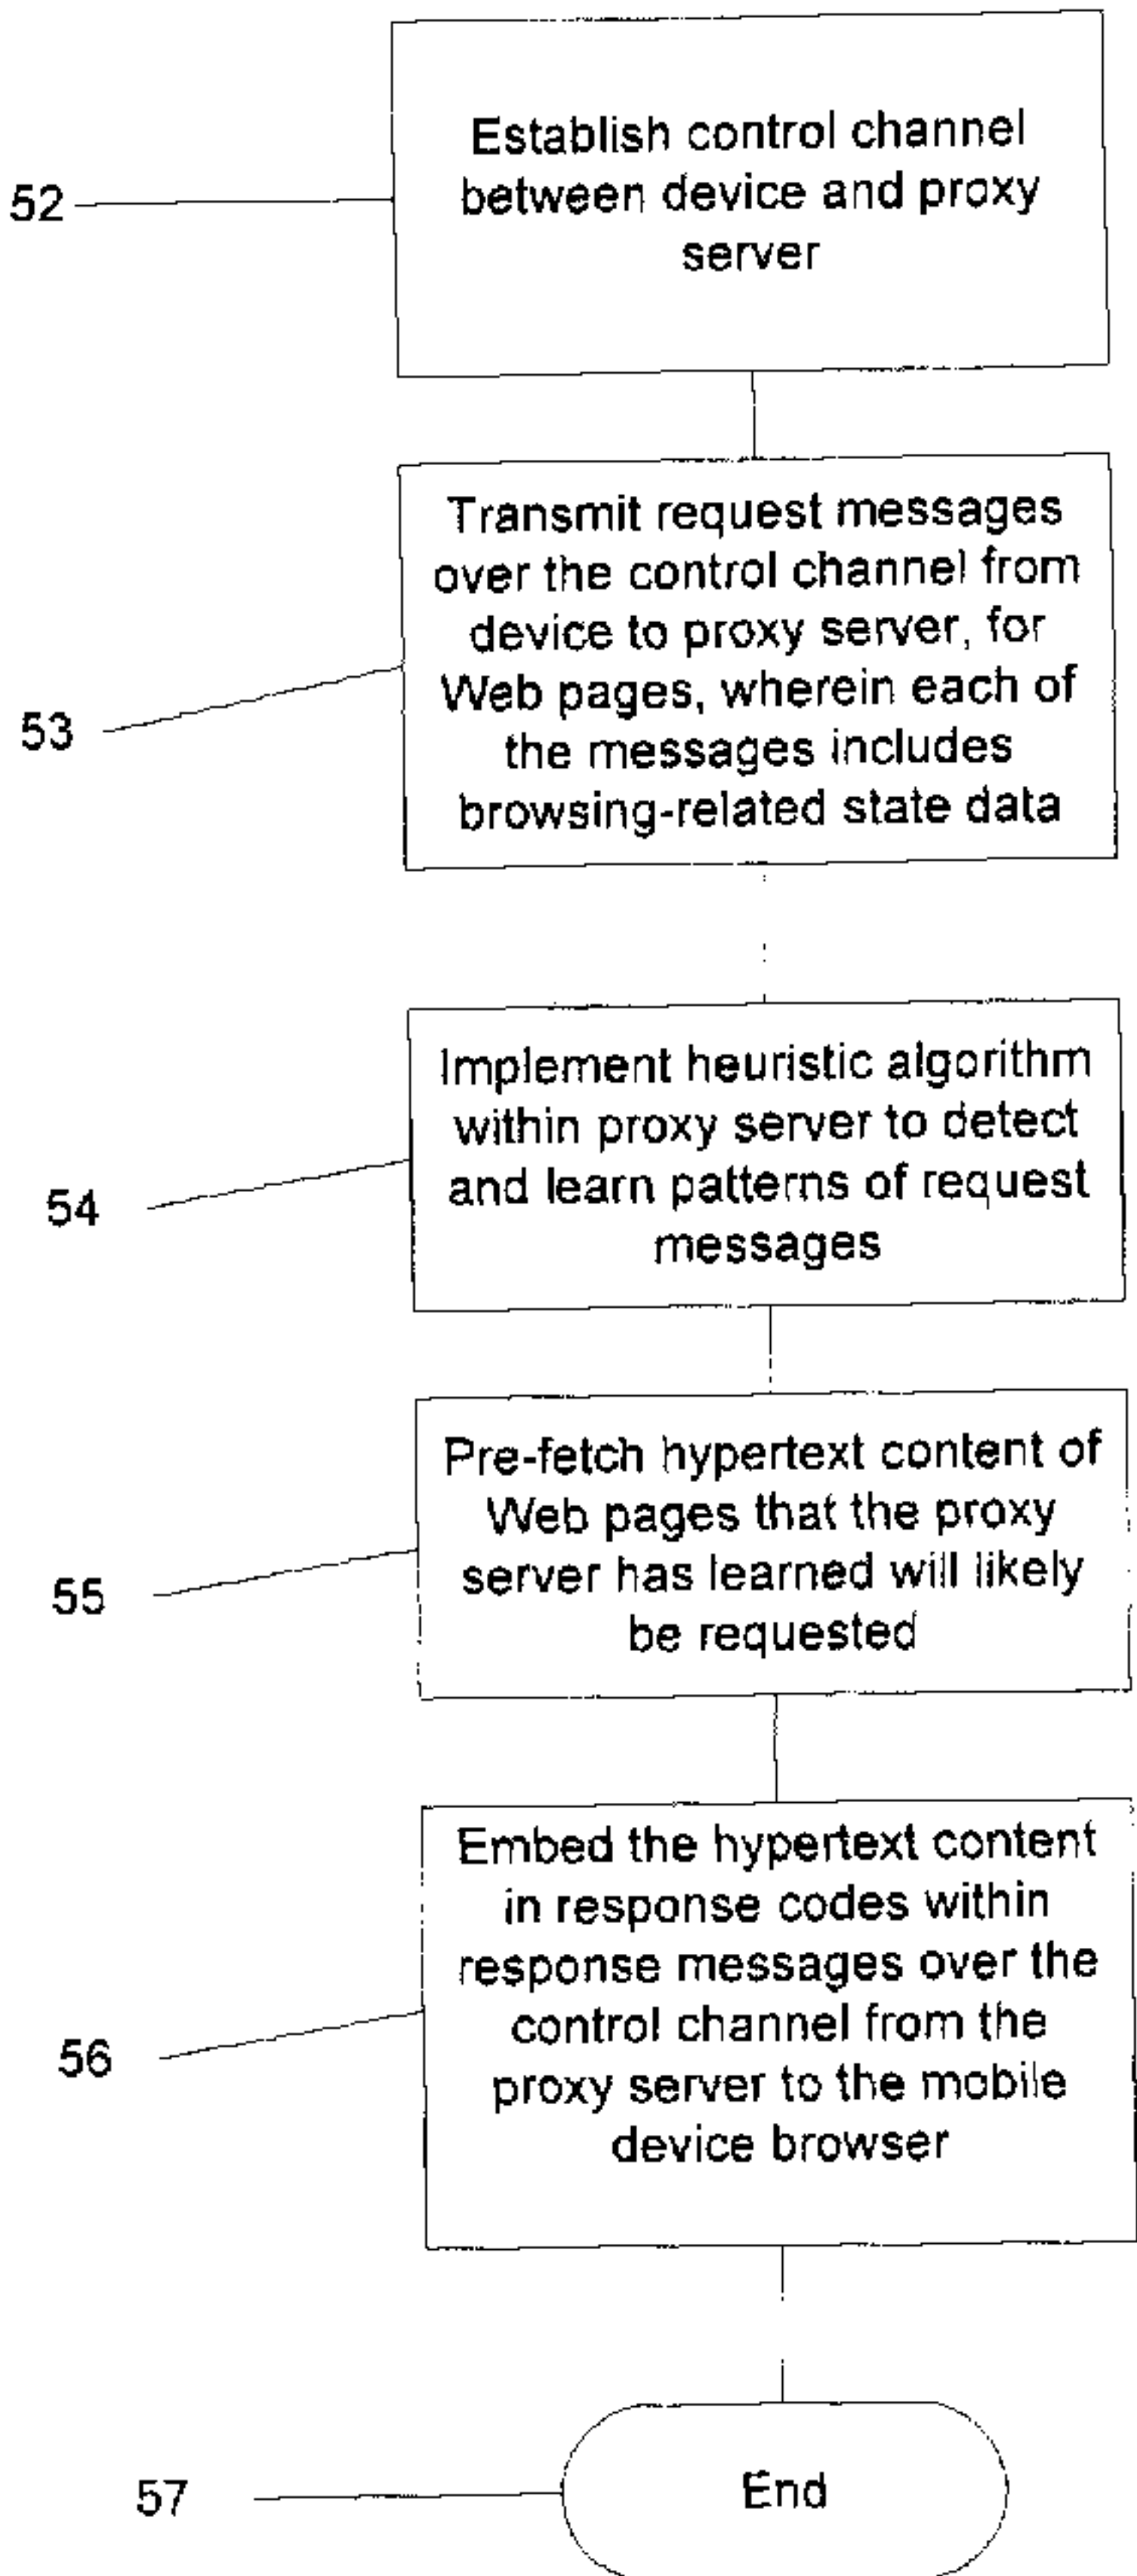 52
Establish control channel
between device and proxy
server
53
Transmit request messages
over the control channel from
device to proxy server, for
Web pages, wherein each of
the messages includes
browsing-related state data
54
Implement heuristic algorithm
within proxy server to detect
and learn patterns of request
messages
55
Pre-fetch hypertext content of
Web pages that the proxy
server has learned will likely
be requested
56
Embed the hypertext content
in response codes within
response messages over the
control channel from the
proxy server to the mobile
device browser
57
End